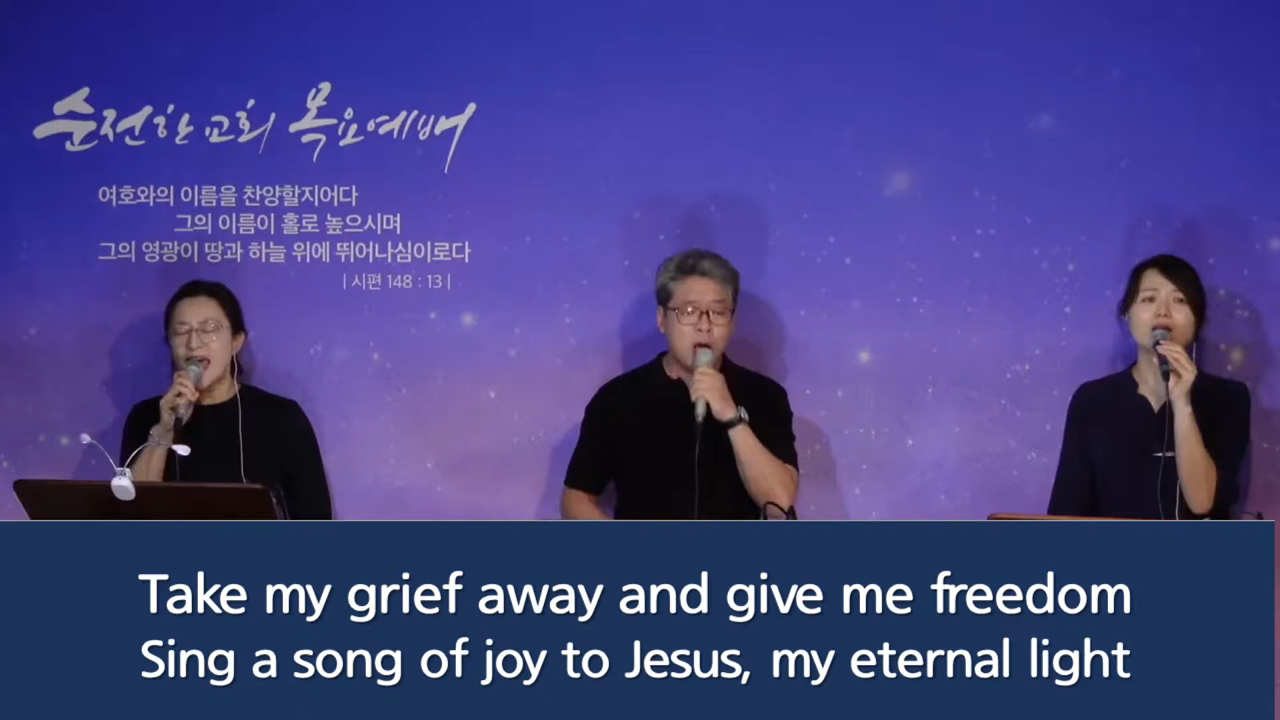 순전한 교회 목요예배
여호와의 이름을 찬양할지어다
그의 이름이 홀로 높으시며
그의 영광이 땅과 하늘 위에 뛰어나심이로다
| 시편 148 : 13 |
Take my grief away and give me freedom
Sing a song of joy to Jesus, my eternal light